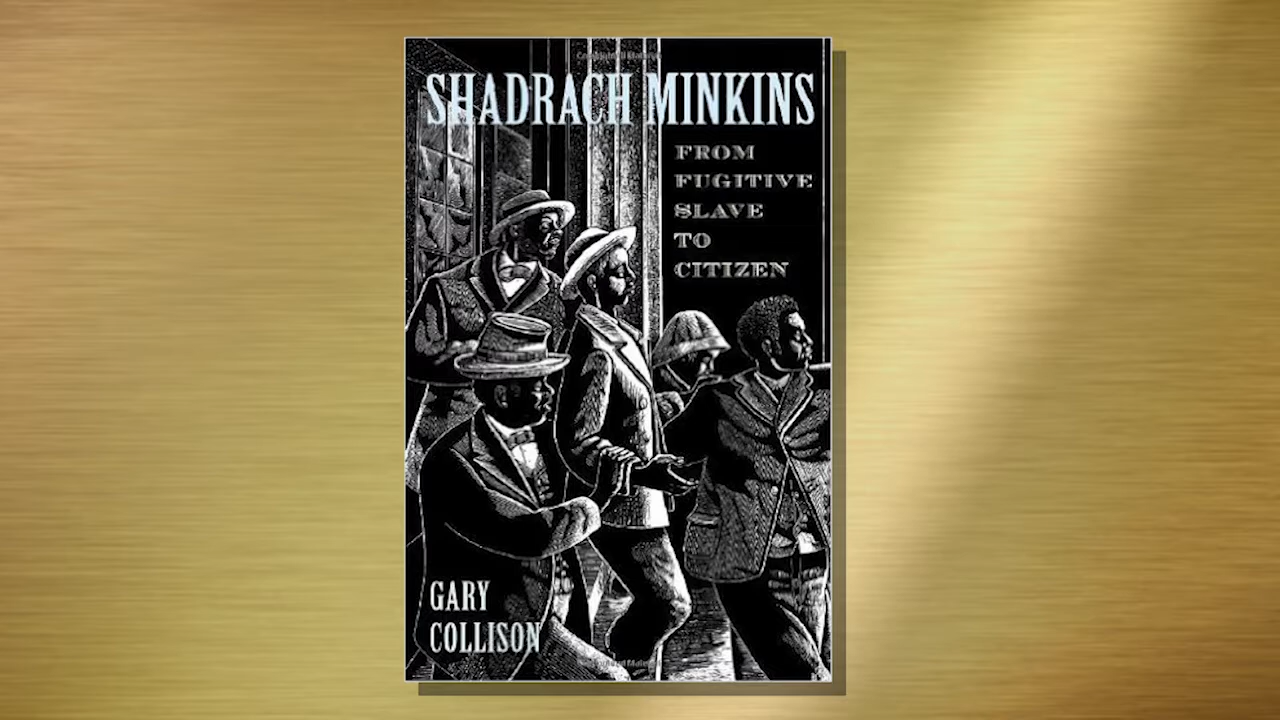 SHADRACH MINKINS
FROM
FUGITIVE
SLAVE
TO
CITIZEN
GARY
COLLISON